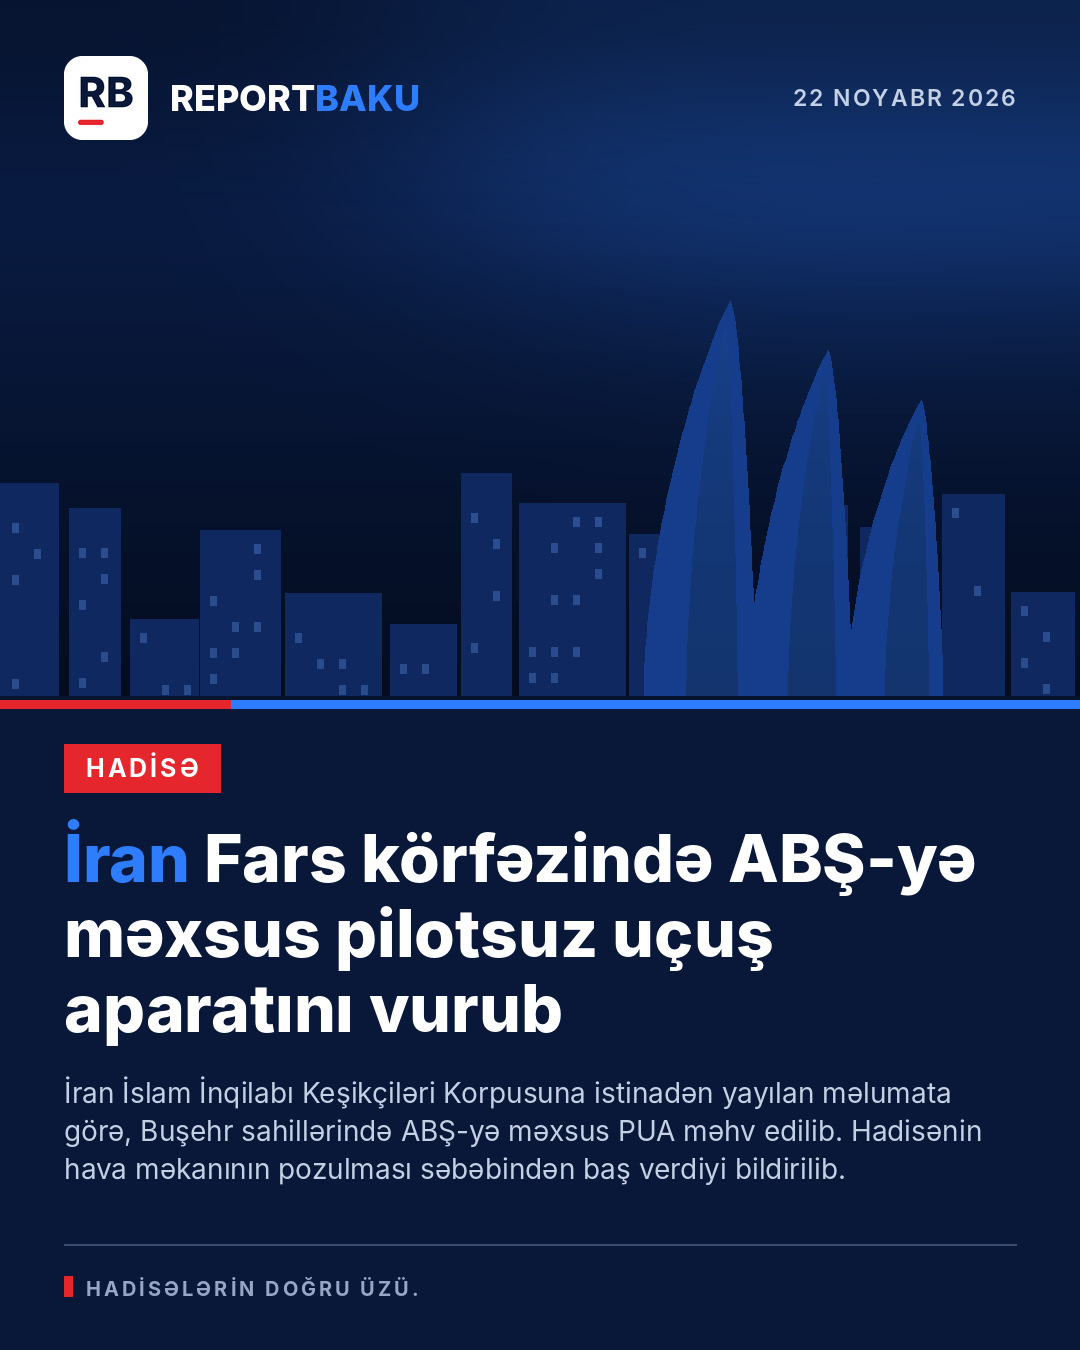 RB
REPORTBAKU
22 NOYABR 2026
HADİSƏ
İran Fars körfəzində ABŞ-yə
məxsus pilotsuz uçuş
aparatını vurub
İran İslam İnqilabı Keşikçiləri Korpusuna istinadən yayılan məlumata
görə, Buşehr sahillərində ABŞ-yə məxsus PUA məhv edilib. Hadisənin
hava məkanının pozulması səbəbindən baş verdiyi bildirilib.
HADİSƏLƏRİN DOĞRU ÜZÜ.